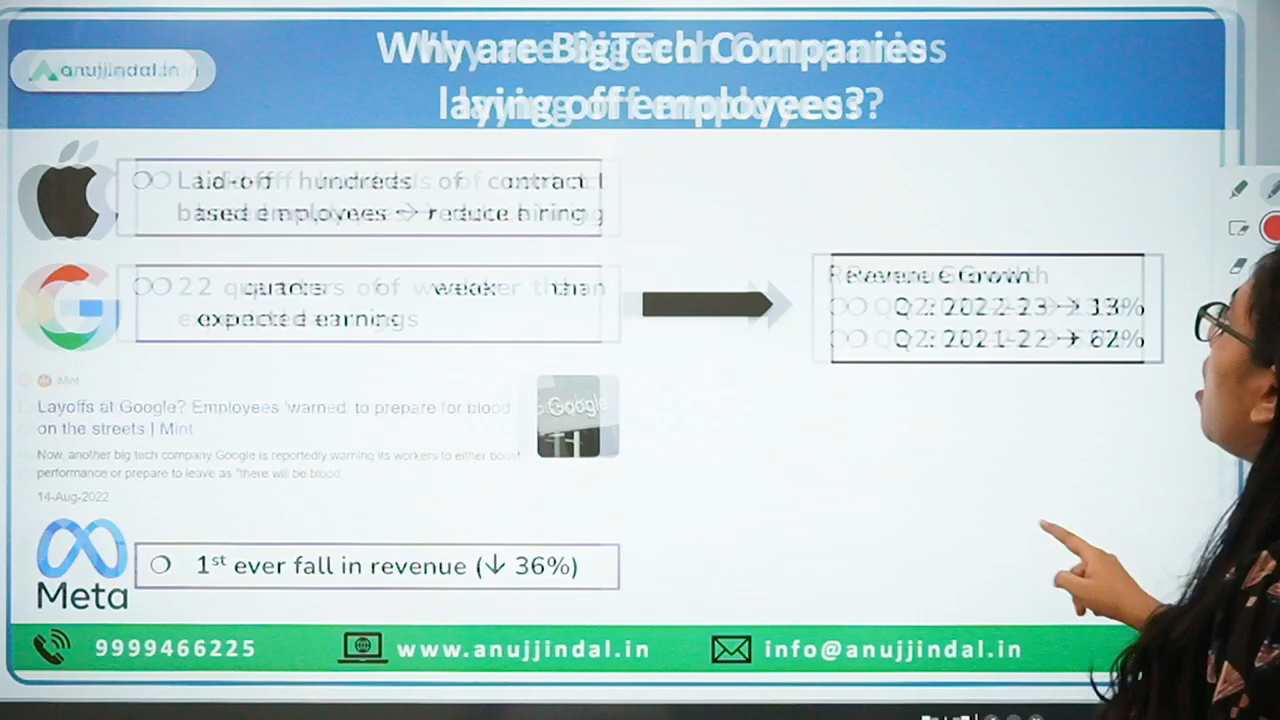 Why are BigTech Companies
laying off employees?
anujjindal.in
Laid-off hundreds of contract
based employees → reduce hiring
quarters of weaker than
expected earnings
Revenue Growth
2022-23 → 13%
2021-22 → 62%
Mint
Layoffs at Google? Employees 'warned' to prepare for blood
on the streets | Mint
Google
Now, another big tech company Google is reportedly warning its workers to either boost
performance or prepare to leave as "there will be blood...
14-Aug-2022
1st ever fall in revenue (↓ 36%)
Meta
9999466225
www.anujjindal.in
info@anujjindal.in